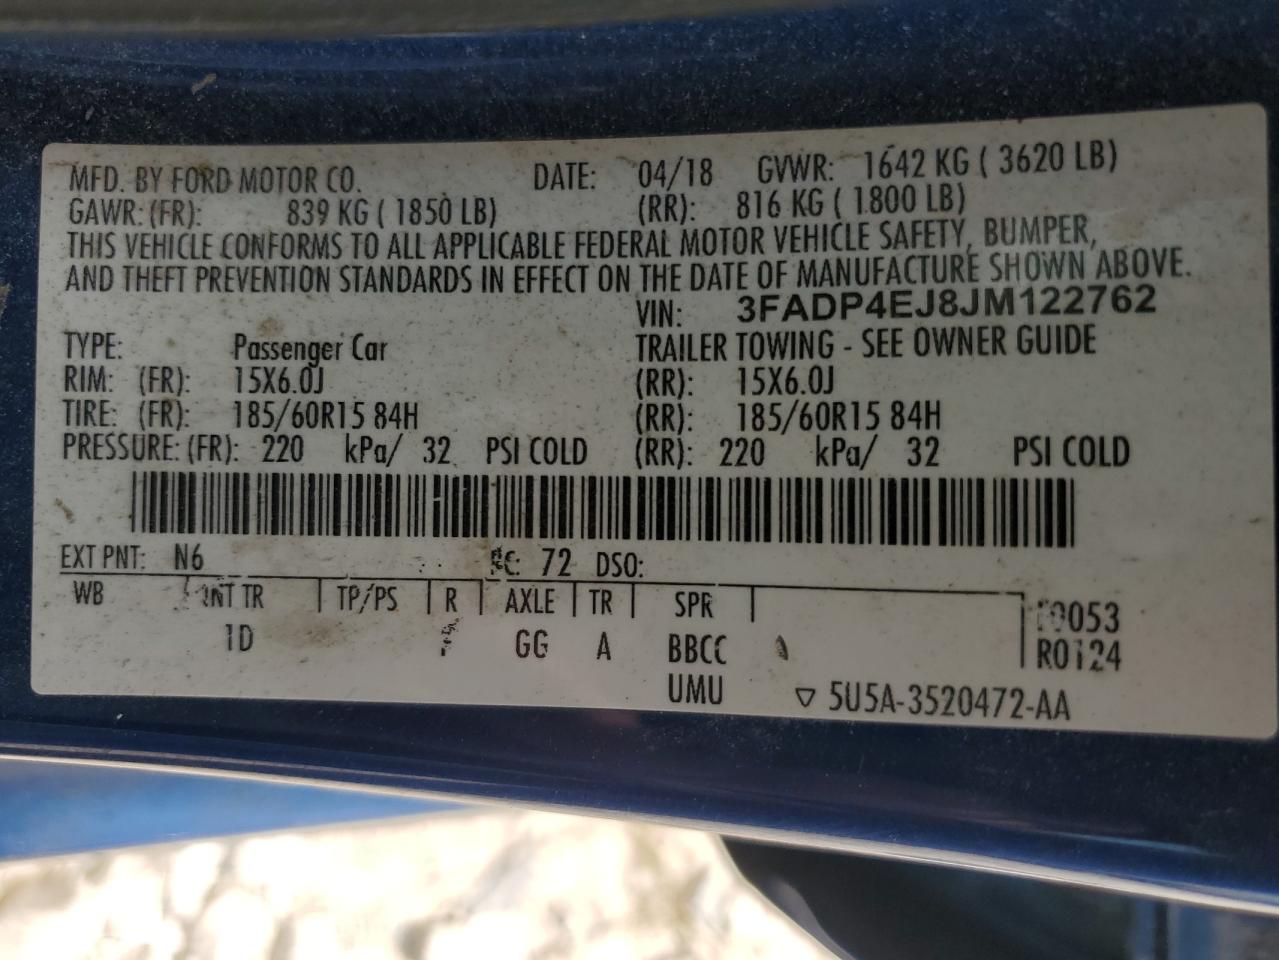 MFD. BY FORD MOTOR CO. DATE: 04/18 GVWR: 1642 KG ( 3620 LB)
GAWR: (FR): 839 KG ( 1850 LB) (RR): 816 KG ( 1800 LB)
THIS VEHICLE CONFORMS TO ALL APPLICABLE FEDERAL MOTOR VEHICLE SAFETY, BUMPER,
AND THEFT PREVENTION STANDARDS IN EFFECT ON THE DATE OF MANUFACTURE SHOWN ABOVE.
VIN: 3FADP4EJ8JM122762
TYPE: Passenger Car TRAILER TOWING - SEE OWNER GUIDE
RIM: (FR): 15X6.0J (RR): 15X6.0J
TIRE: (FR): 185/60R15 84H (RR): 185/60R15 84H
PRESSURE: (FR): 220 kPa/ 32 PSI COLD (RR): 220 kPa/ 32 PSI COLD
EXT PNT: N6 72 DSO:
WB INT TR TP/PS R AXLE TR SPR
1D GG A BBCC R0124
UMU ▽ 5U5A-3520472-AA